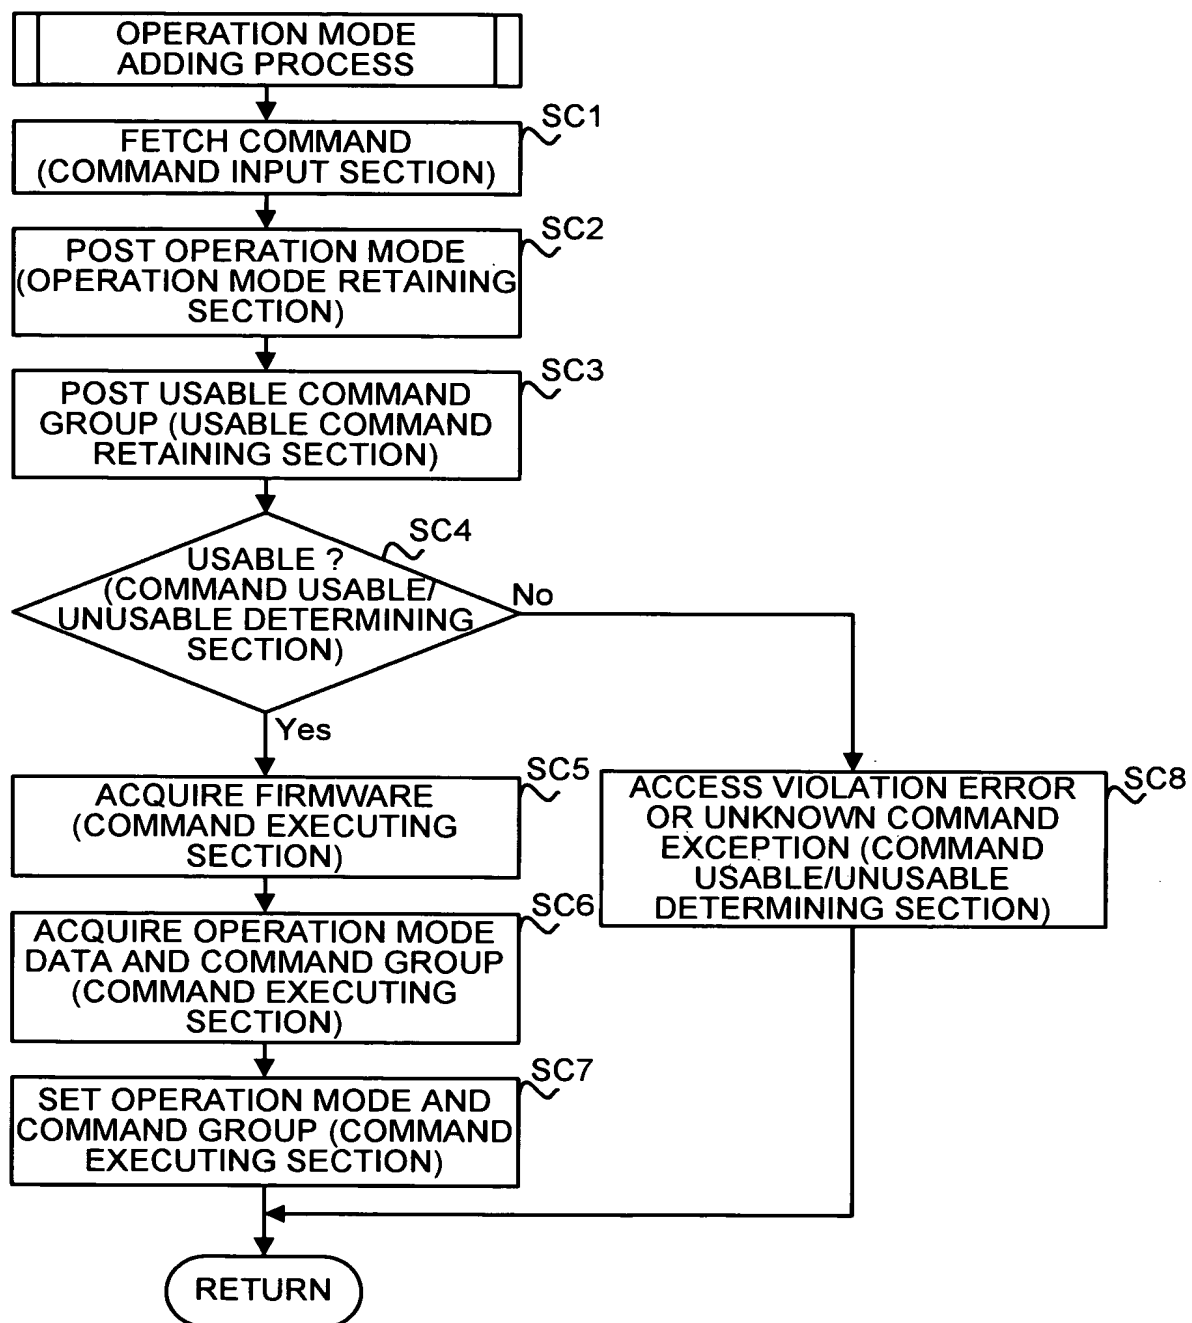 OPERATION MODE
ADDING PROCESS
SC1
FETCH COMMAND
(COMMAND INPUT SECTION)
SC2
POST OPERATION MODE
(OPERATION MODE RETAINING
SECTION)
SC3
POST USABLE COMMAND
GROUP (USABLE COMMAND
RETAINING SECTION)
SC4
USABLE ?
(COMMAND USABLE/
UNUSABLE DETERMINING
SECTION)
No
Yes
SC5
ACQUIRE FIRMWARE
(COMMAND EXECUTING
SECTION)
SC8
ACCESS VIOLATION ERROR
OR UNKNOWN COMMAND
EXCEPTION (COMMAND
USABLE/UNUSABLE
DETERMINING SECTION)
SC6
ACQUIRE OPERATION MODE
DATA AND COMMAND GROUP
(COMMAND EXECUTING
SECTION)
SC7
SET OPERATION MODE AND
COMMAND GROUP (COMMAND
EXECUTING SECTION)
RETURN